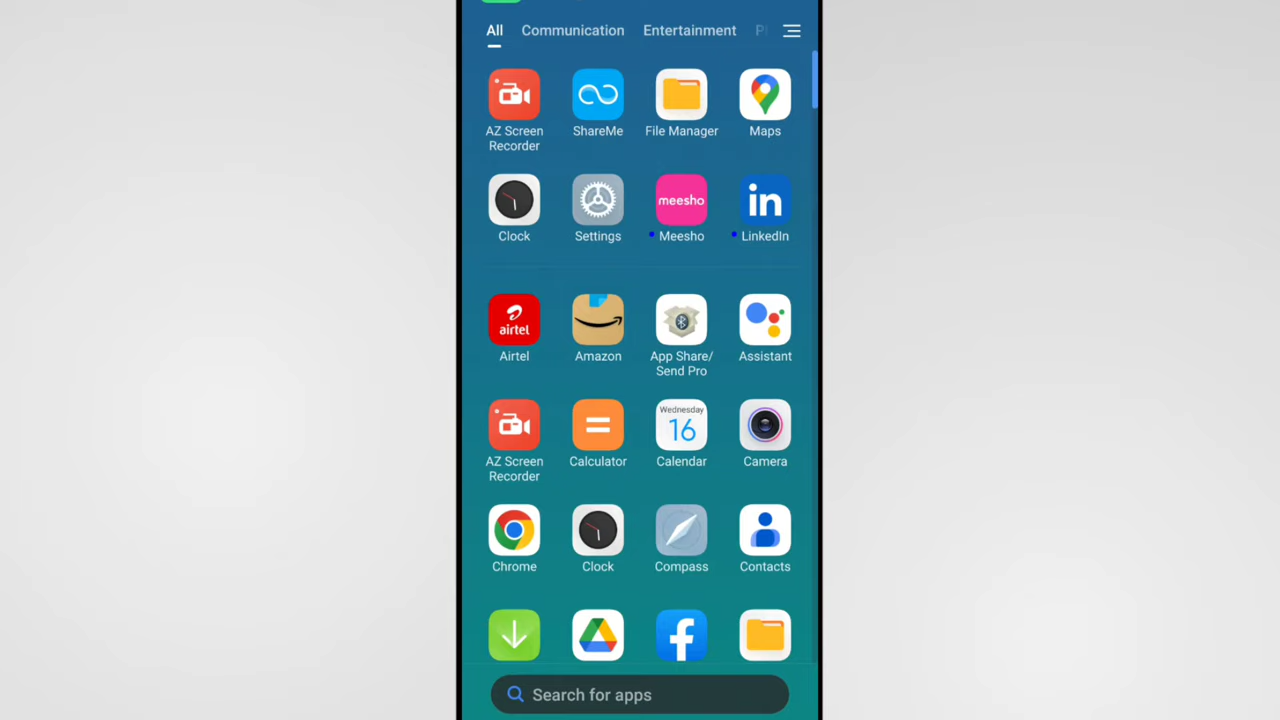 All Communication Entertainment
AZ Screen Recorder
ShareMe
File Manager
Maps
Clock
Settings
meesho
Meesho
in
LinkedIn
airtel
Airtel
Amazon
App Share/
Send Pro
Assistant
AZ Screen
Recorder
Calculator
Wednesday
16
Calendar
Camera
Chrome
Clock
Compass
Contacts
Search for apps